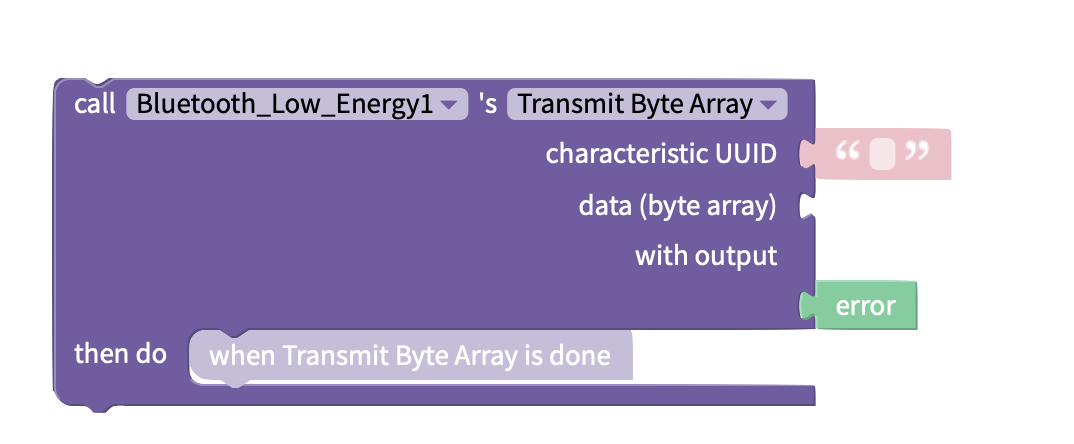 call Bluetooth_Low_Energy1 's Transmit Byte Array
characteristic UUID “ ”
data (byte array)
with output
error
then do when Transmit Byte Array is done